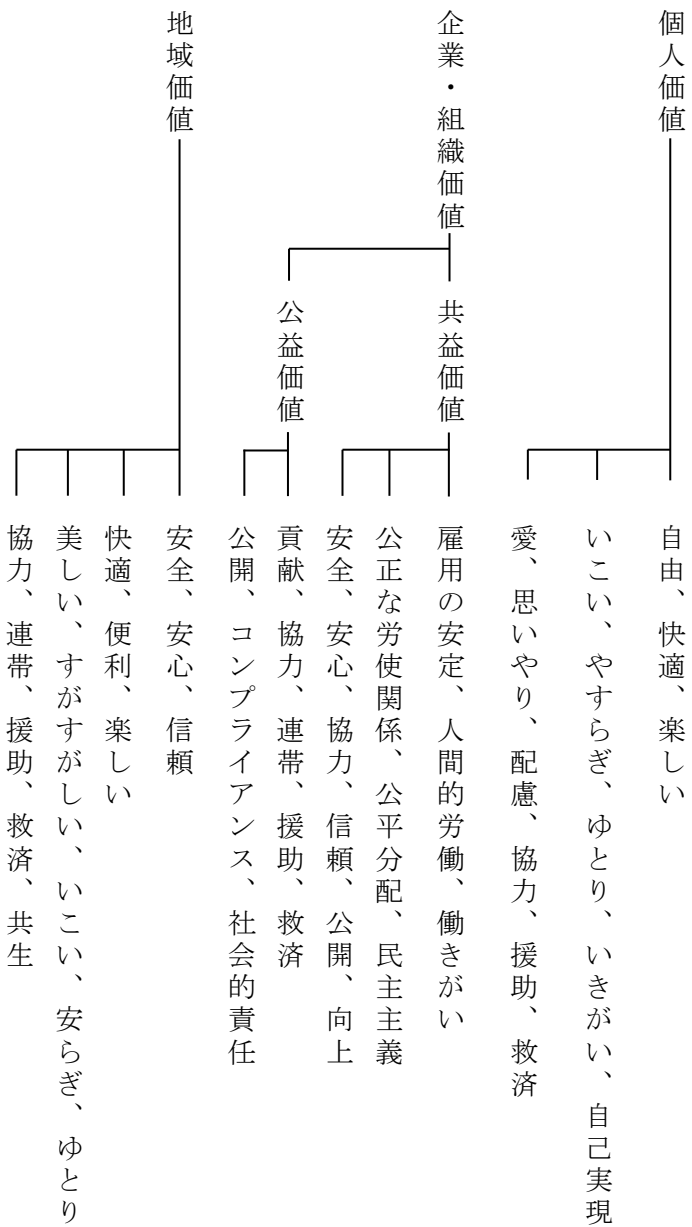 個人価値
自由、快適、楽しい
いこい、やすらぎ、ゆとり、いきがい、自己実現
愛、思いやり、配慮、協力、援助、救済
企業・組織価値
共益価値
雇用の安定、人間的労働、働きがい
公正な労使関係、公平分配、民主主義
安全、安心、協力、信頼、公開、向上
公益価値
貢献、協力、連帯、援助、救済
公開、コンプライアンス、社会的責任
地域価値
安全、安心、信頼
快適、便利、楽しい
美しい、すがすがしい、いこい、安らぎ、ゆとり
協力、連帯、援助、救済、共生